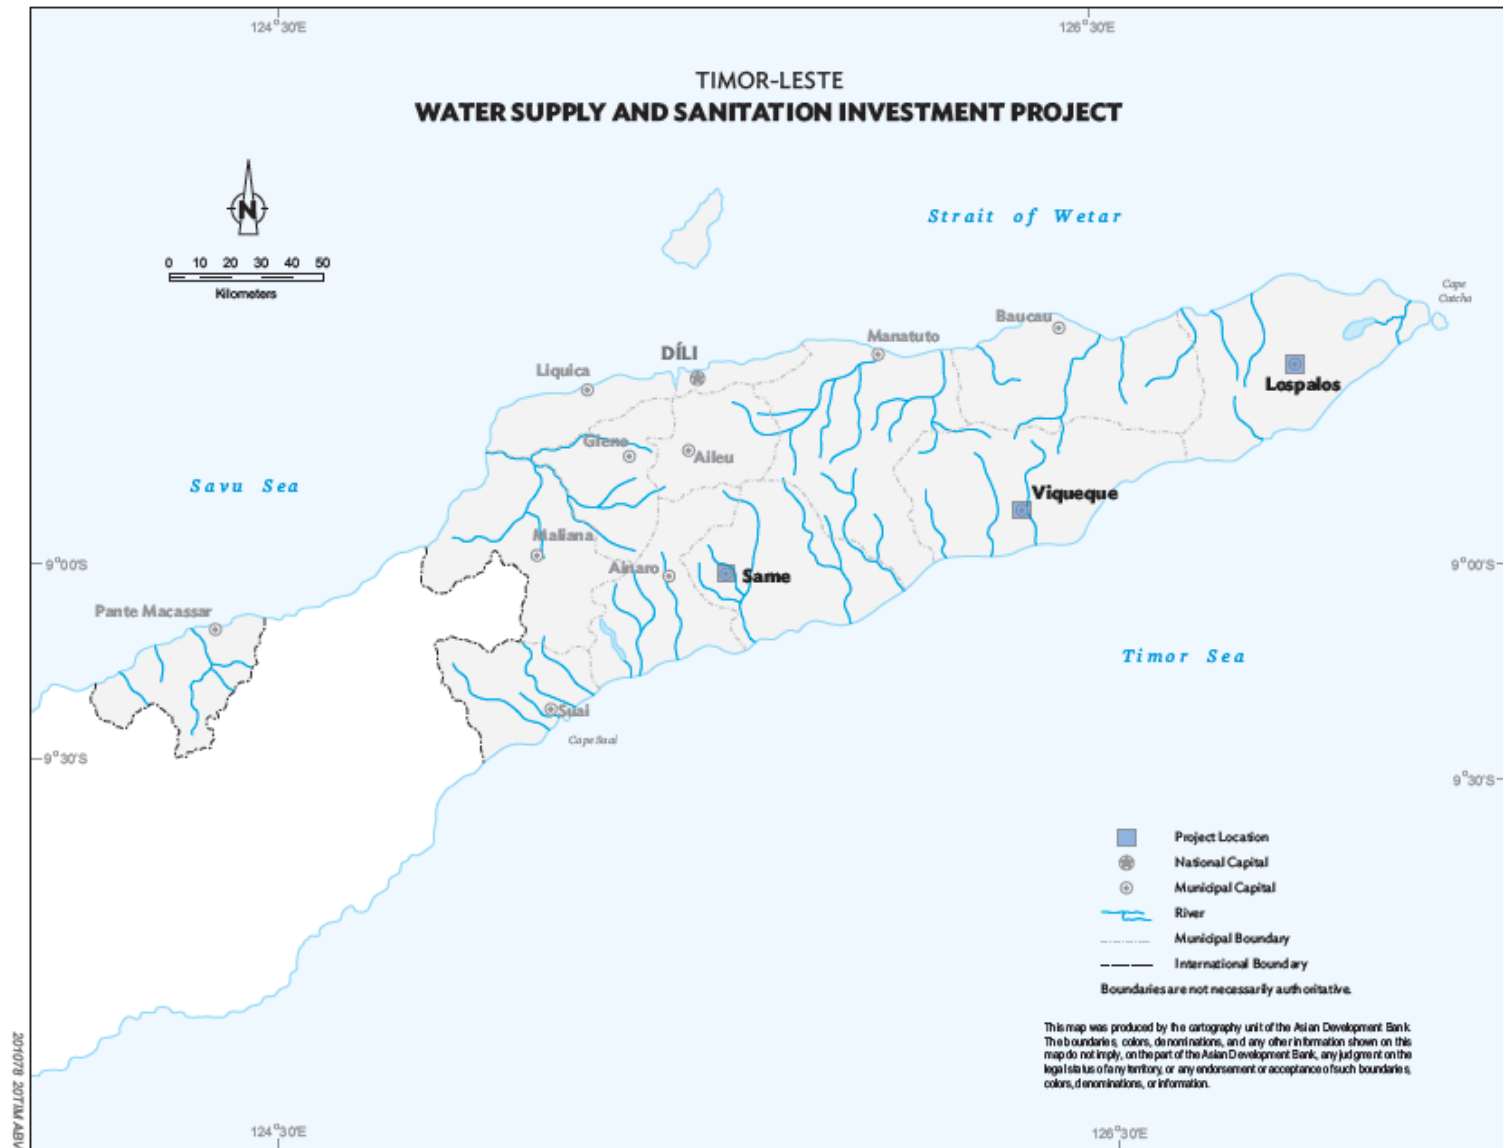 124°30'E
126°30'E
TIMOR-LESTE
WATER SUPPLY AND SANITATION INVESTMENT PROJECT
N
Strait of Wetar
0 10 20 30 40 50
Kilometers
Cape
Cutcha
Baucau
Manatuto
DÍLI
Liquica
Lospalos
Gleno
Aileu
Savu Sea
Viqueque
Maliana
9°00'S
9°00'S
Ainaro
Same
Pante Macassar
Timor Sea
Suai
Cape Suai
9°30'S
9°30'S
Project Location
National Capital
Municipal Capital
River
Municipal Boundary
International Boundary
Boundaries are not necessarily authoritative.
This map was produced by the cartography unit of the Asian Development Bank.
The boundaries, colors, denominations, and any other information shown on this
map do not imply, on the part of the Asian Development Bank, any judgment on the
legal status of any territory, or any endorsement or acceptance of such boundaries,
colors, denominations, or information.
201078 20TIM ABV
124°30'E
126°30'E